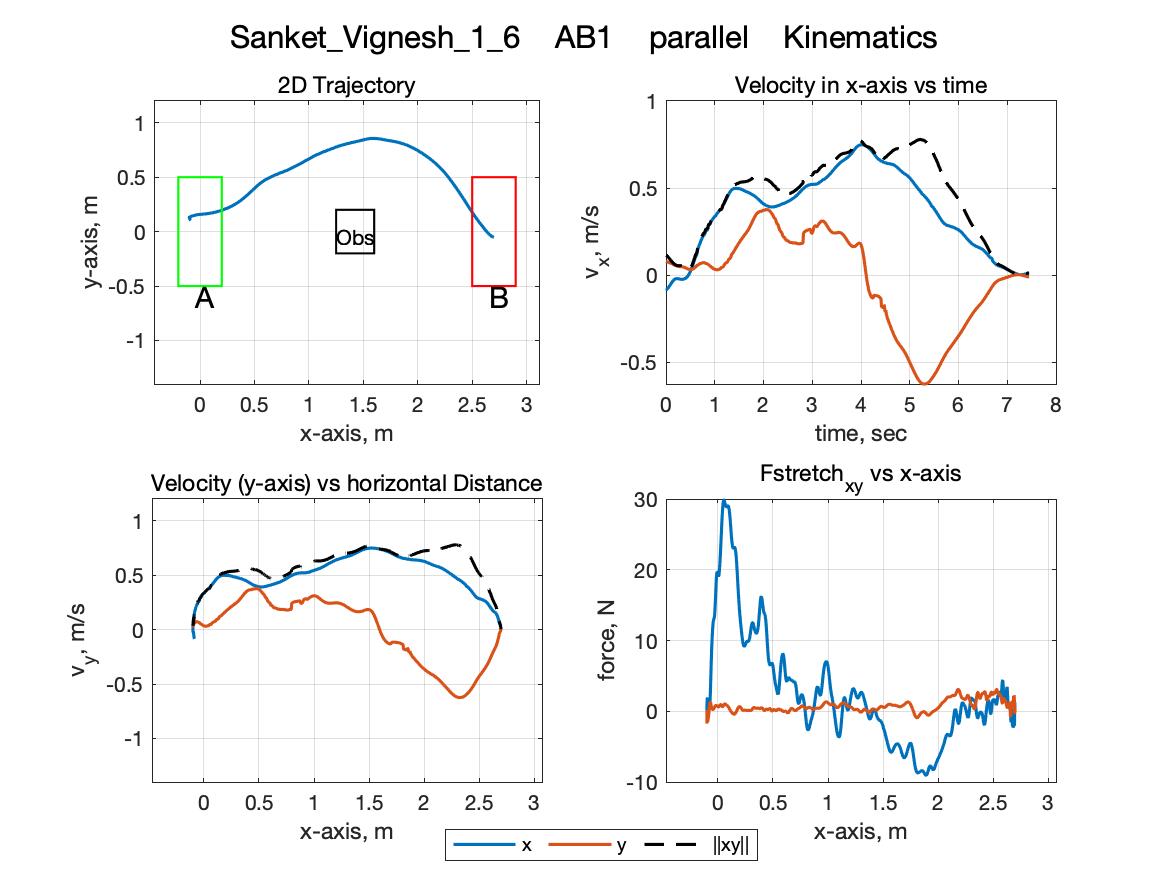 Sanket_Vignesh_1_6 AB1 parallel Kinematics
2D Trajectory
1
0.5
0
-0.5
-1
y-axis, m
Obs
A
B
0 0.5 1 1.5 2 2.5 3
x-axis, m
Velocity in x-axis vs time
1
0.5
0
-0.5
v_x, m/s
0 1 2 3 4 5 6 7 8
time, sec
Velocity (y-axis) vs horizontal Distance
1
0.5
0
-0.5
-1
v_y, m/s
0 0.5 1 1.5 2 2.5 3
x-axis, m
Fstretch_xy vs x-axis
30
20
10
0
-10
force, N
0 0.5 1 1.5 2 2.5 3
x-axis, m
x y ||xy||